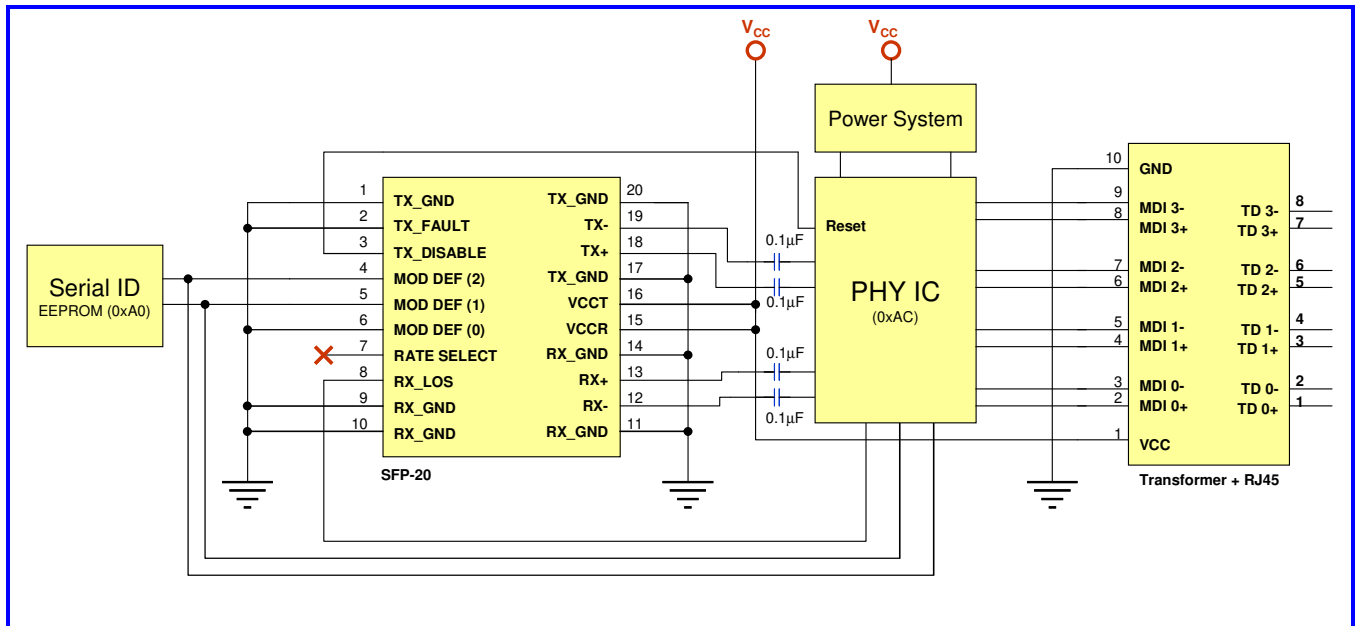 VCC
VCC
Power System
Serial ID
EEPROM (0xA0)
1 TX_GND
2 TX_FAULT
3 TX_DISABLE
4 MOD DEF (2)
5 MOD DEF (1)
6 MOD DEF (0)
7 RATE SELECT
8 RX_LOS
9 RX_GND
10 RX_GND
TX_GND 20
TX- 19
TX+ 18
TX_GND 17
VCCT 16
VCCR 15
RX_GND 14
RX+ 13
RX- 12
RX_GND 11
SFP-20
0.1µF
0.1µF
0.1µF
0.1µF
Reset
PHY IC
(0xAC)
10 GND
9 MDI 3-
8 MDI 3+
7 MDI 2-
6 MDI 2+
5 MDI 1-
4 MDI 1+
3 MDI 0-
2 MDI 0+
1 VCC
TD 3- 8
TD 3+ 7
TD 2- 6
TD 2+ 5
TD 1- 4
TD 1+ 3
TD 0- 2
TD 0+ 1
Transformer + RJ45